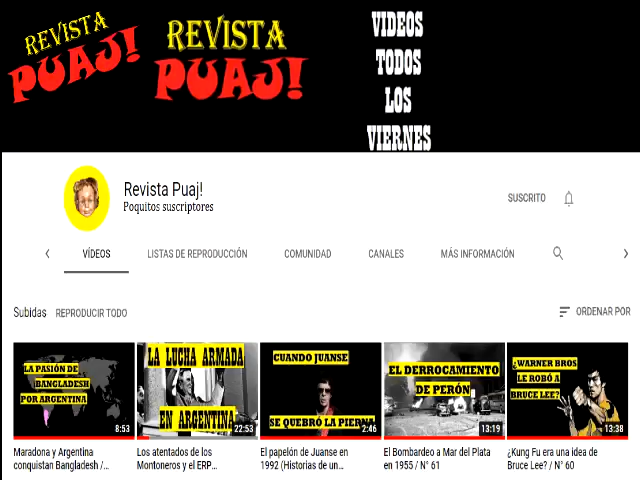 REVISTA
PUAJ!
REVISTA
PUAJ!
VIDEOS
TODOS
LOS
VIERNES
Revista Puaj!
Poquitos suscriptores
SUSCRITO
VÍDEOS LISTAS DE REPRODUCCIÓN COMUNIDAD CANALES MÁS INFORMACIÓN
Subidas REPRODUCIR TODO ORDENAR POR
LA PASIÓN DE
BANGLADESH
POR ARGENTINA
8:53
Maradona y Argentina
conquistan Bangladesh /...
LA LUCHA ARMADA
EN ARGENTINA
22:53
Los atentados de los
Montoneros y el ERP...
CUANDO JUANSE
SE QUEBRÓ LA PIERNA
2:46
El papelón de Juanse en
1992 (Historias de un...
EL DERROCAMIENTO
DE PERÓN
13:19
El Bombardeo a Mar del Plata
en 1955 / N° 61
¿WARNER BROS
LE ROBÓ A
BRUCE LEE?
13:38
¿Kung Fu era una idea de
Bruce Lee? / N° 60